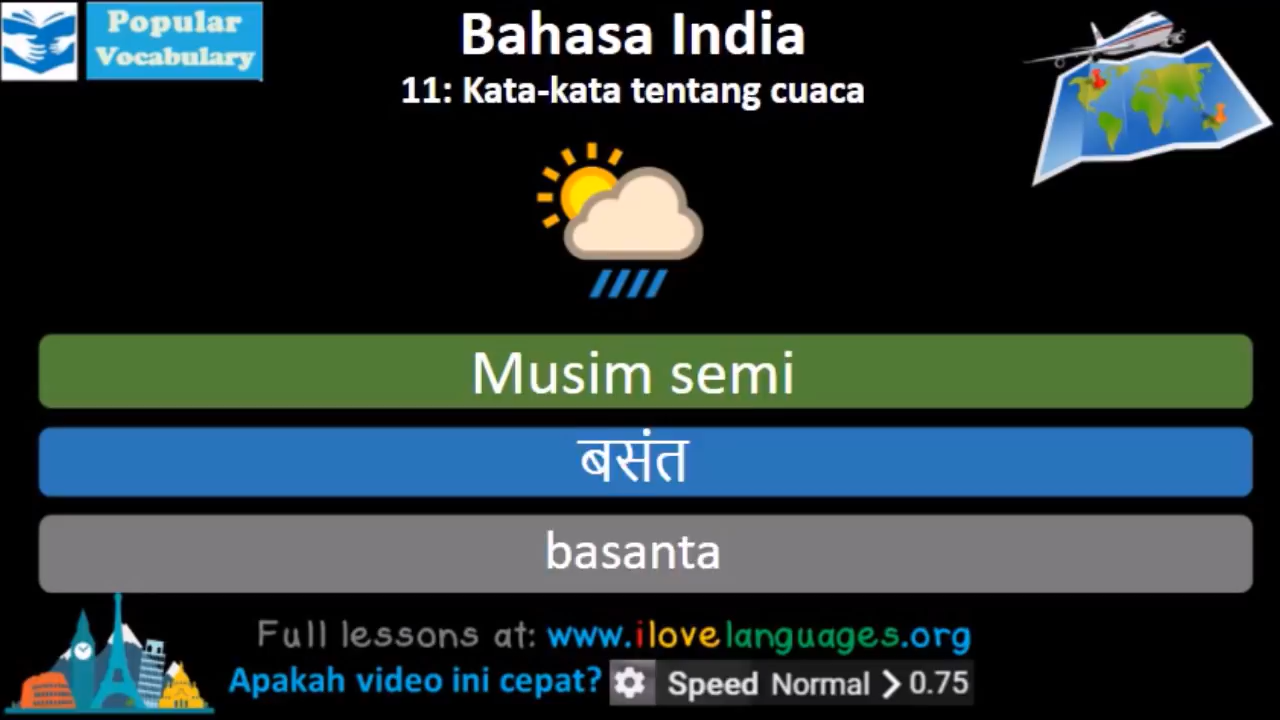 Popular
Vocabulary
Bahasa India
11: Kata-kata tentang cuaca
Musim semi
बसंत
basanta
Full lessons at: www.ilovelanguages.org
Apakah video ini cepat? Speed Normal > 0.75